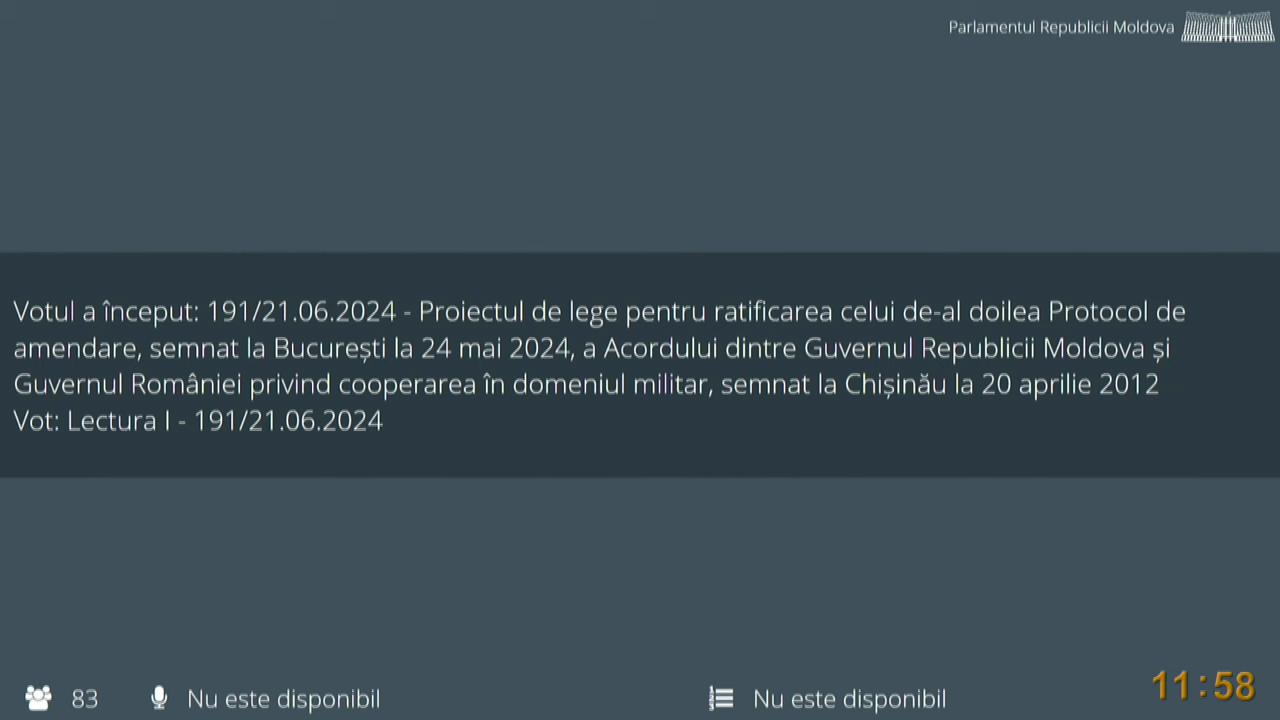 Parlamentul Republicii Moldova
Votul a început: 191/21.06.2024 - Proiectul de lege pentru ratificarea celui de-al doilea Protocol de
amendare, semnat la București la 24 mai 2024, a Acordului dintre Guvernul Republicii Moldova și
Guvernul României privind cooperarea în domeniul militar, semnat la Chișinău la 20 aprilie 2012
Vot: Lectura I - 191/21.06.2024
83 Nu este disponibil Nu este disponibil 11:58